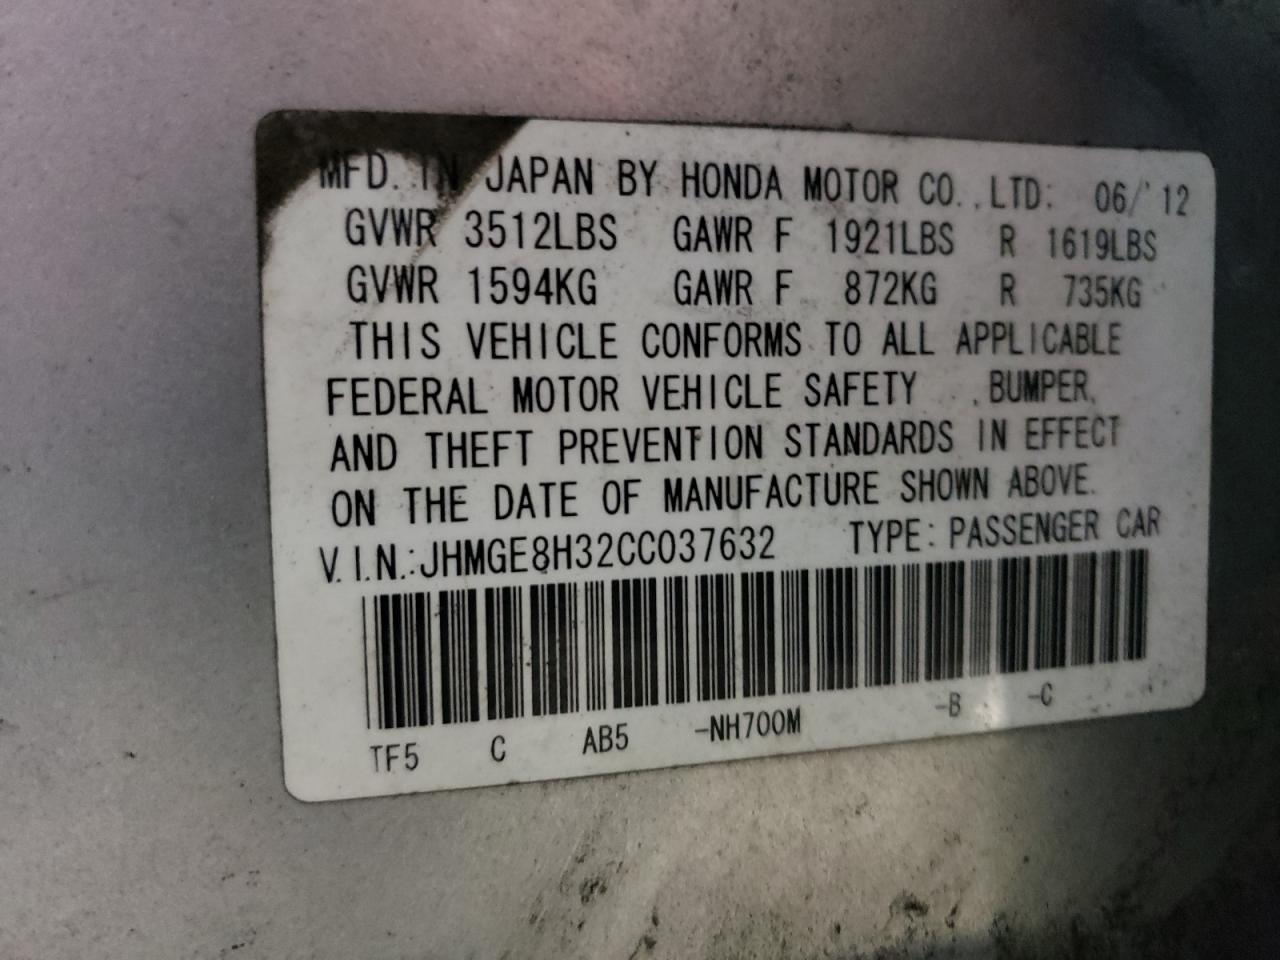 MFD. IN JAPAN BY HONDA MOTOR CO.,LTD: 06/'12
GVWR 3512LBS GAWR F 1921LBS R 1619LBS
GVWR 1594KG GAWR F 872KG R 735KG
THIS VEHICLE CONFORMS TO ALL APPLICABLE
FEDERAL MOTOR VEHICLE SAFETY , BUMPER,
AND THEFT PREVENTION STANDARDS IN EFFECT
ON THE DATE OF MANUFACTURE SHOWN ABOVE.
V.I.N.:JHMGE8H32CC037632 TYPE:PASSENGER CAR
TF5 C AB5 -NH700M -B -C